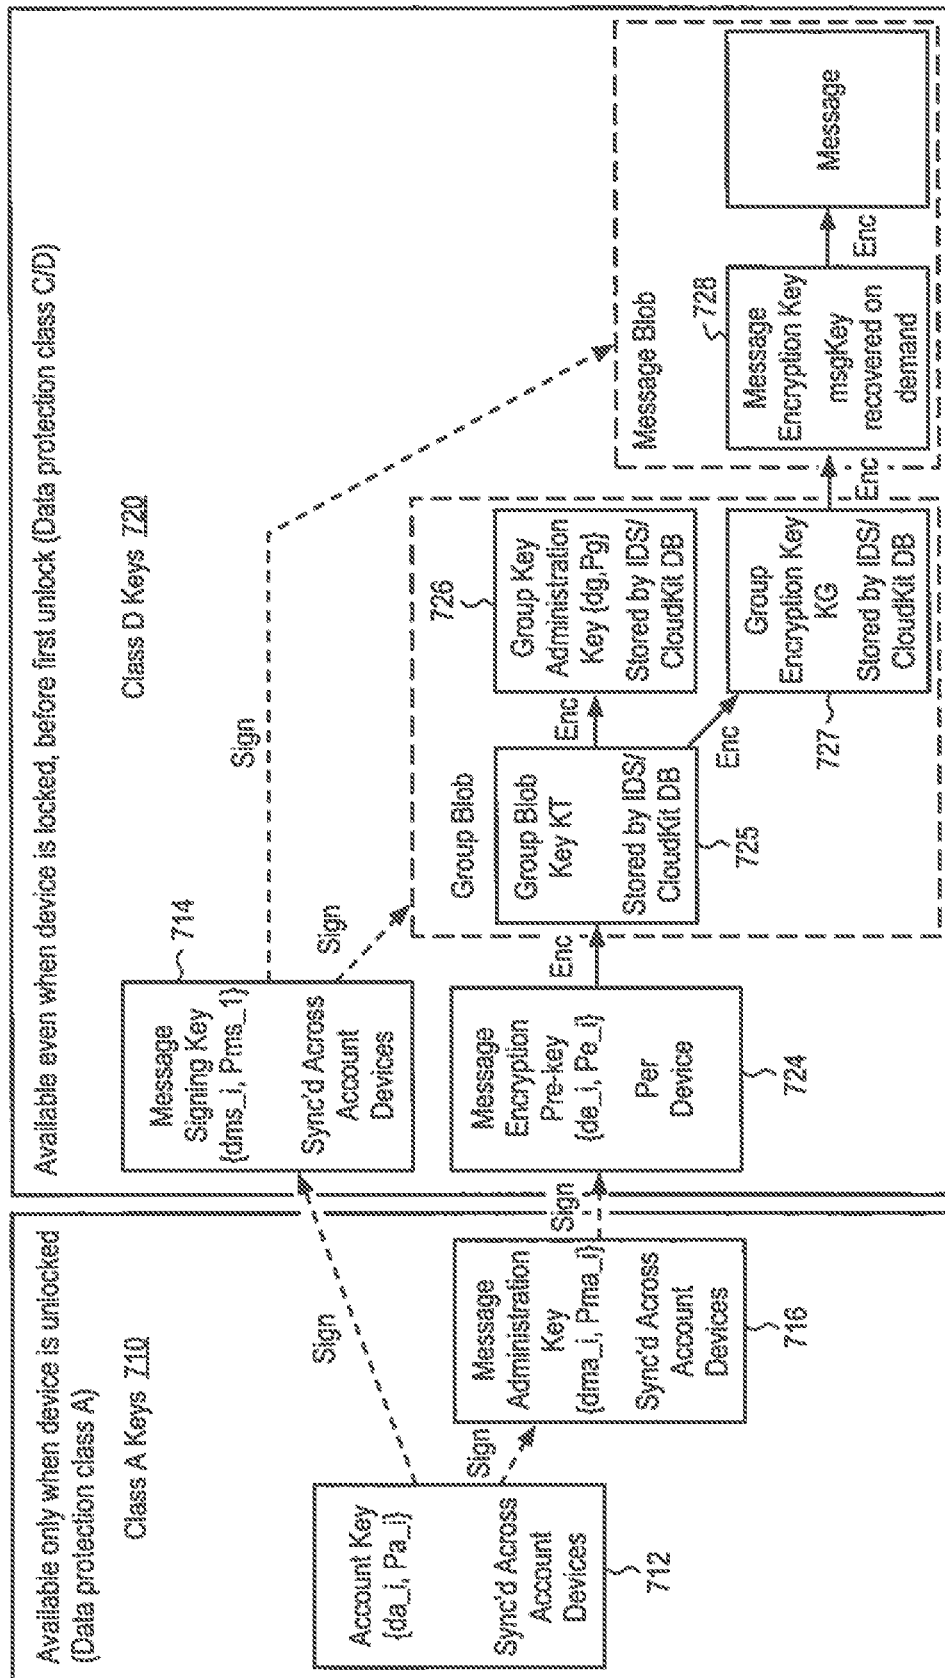 Available only when device is unlocked
(Data protection class A)
Class A Keys 710
Account Key
{da_i, Pa_i}
Sync'd Across
Account
Devices
712
Sign
Sign
Message
Administration
Key
{dma_i, Pma_i}
Sync'd Across
Account
Devices
716
Sign
Available even when device is locked, before first unlock (Data protection class C/D)
Class D Keys 720
714
Message
Signing Key
{dms_i, Pms_1}
Sync'd Across
Account
Devices
Sign
Sign
Message
Encryption
Pre-key
{de_i, Pe_i}
Per
Device
724
Enc
Group Blob
Group Blob
Key KT
Stored by IDS/
CloudKit DB
725
Enc
Enc
726
Group Key
Administration
Key {dg,Pg}
Stored by IDS/
CloudKit DB
Group
Encryption Key
KG
Stored by IDS/
CloudKit DB
727
Enc
Message Blob
728
Message
Encryption Key
msgKey
recovered on
demand
Enc
Message